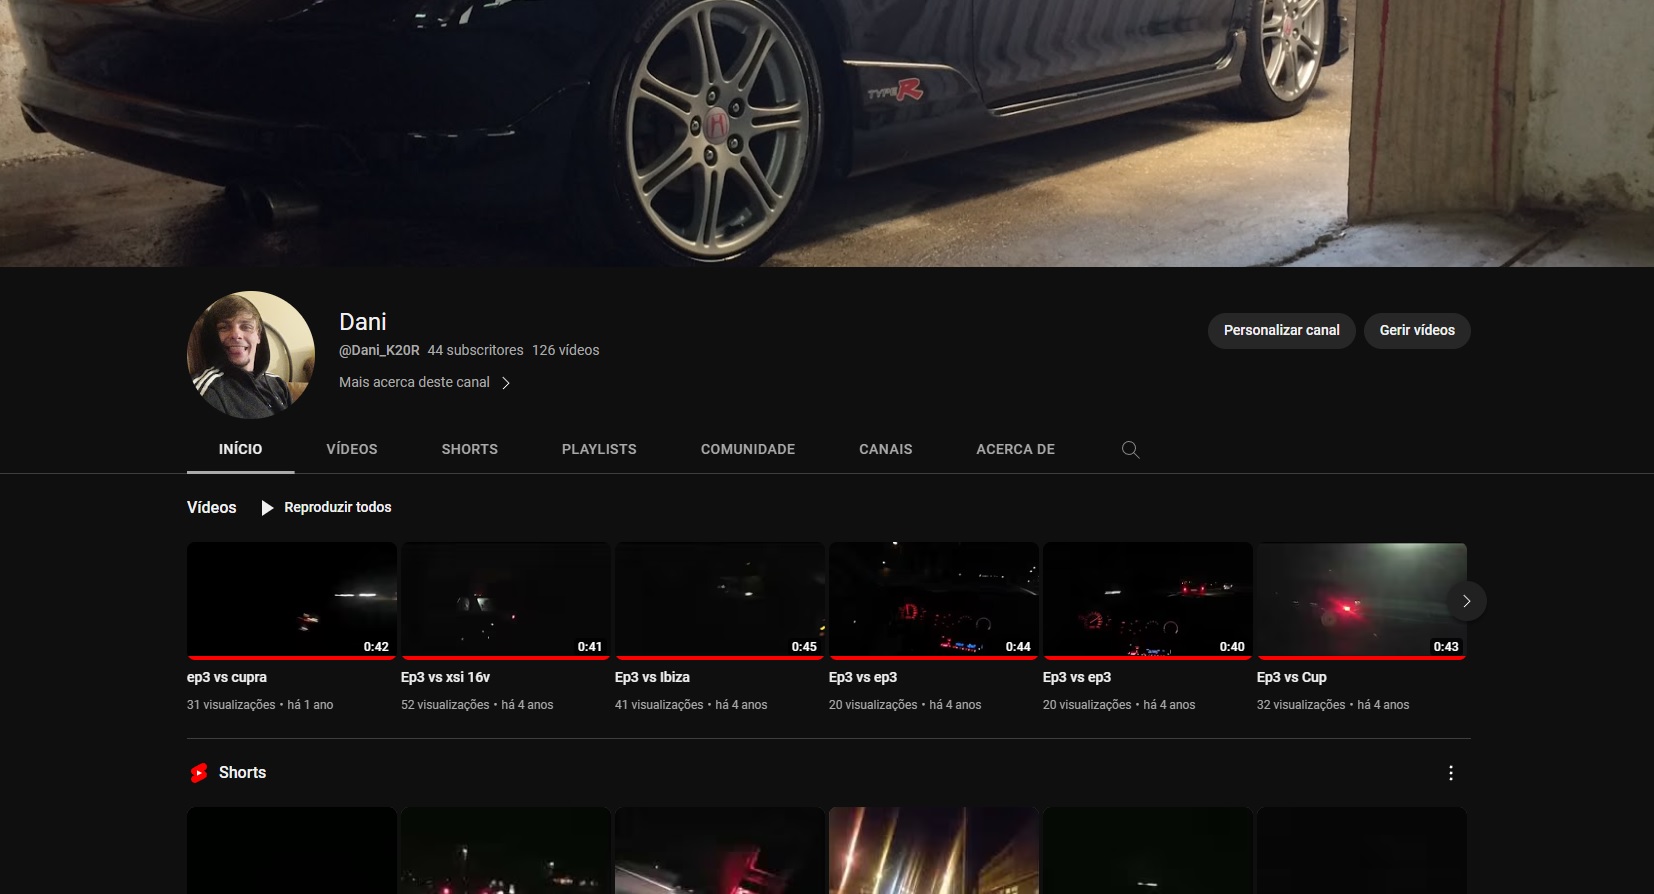 TYPE R
Dani
@Dani_K20R 44 subscritores 126 vídeos
Mais acerca deste canal
Personalizar canal
Gerir vídeos
INÍCIO
VÍDEOS
SHORTS
PLAYLISTS
COMUNIDADE
CANAIS
ACERCA DE
Vídeos
Reproduzir todos
0:42
0:41
0:45
0:44
0:40
0:43
ep3 vs cupra
Ep3 vs xsi 16v
Ep3 vs Ibiza
Ep3 vs ep3
Ep3 vs ep3
Ep3 vs Cup
31 visualizações • há 1 ano
52 visualizações • há 4 anos
41 visualizações • há 4 anos
20 visualizações • há 4 anos
20 visualizações • há 4 anos
32 visualizações • há 4 anos
Shorts